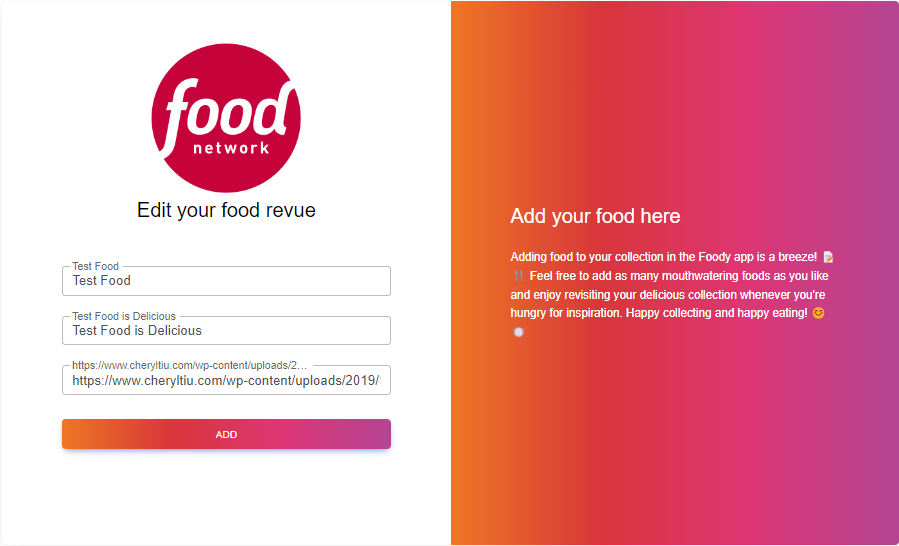 food
network
Edit your food revue
Test Food
Test Food
Test Food is Delicious
Test Food is Delicious
https://www.cheryltiu.com/wp-content/uploads/2...
https://www.cheryltiu.com/wp-content/uploads/2019/
ADD
Add your food here
Adding food to your collection in the Foody app is a breeze! 📝
🍴 Feel free to add as many mouthwatering foods as you like
and enjoy revisiting your delicious collection whenever you're
hungry for inspiration. Happy collecting and happy eating! 😊